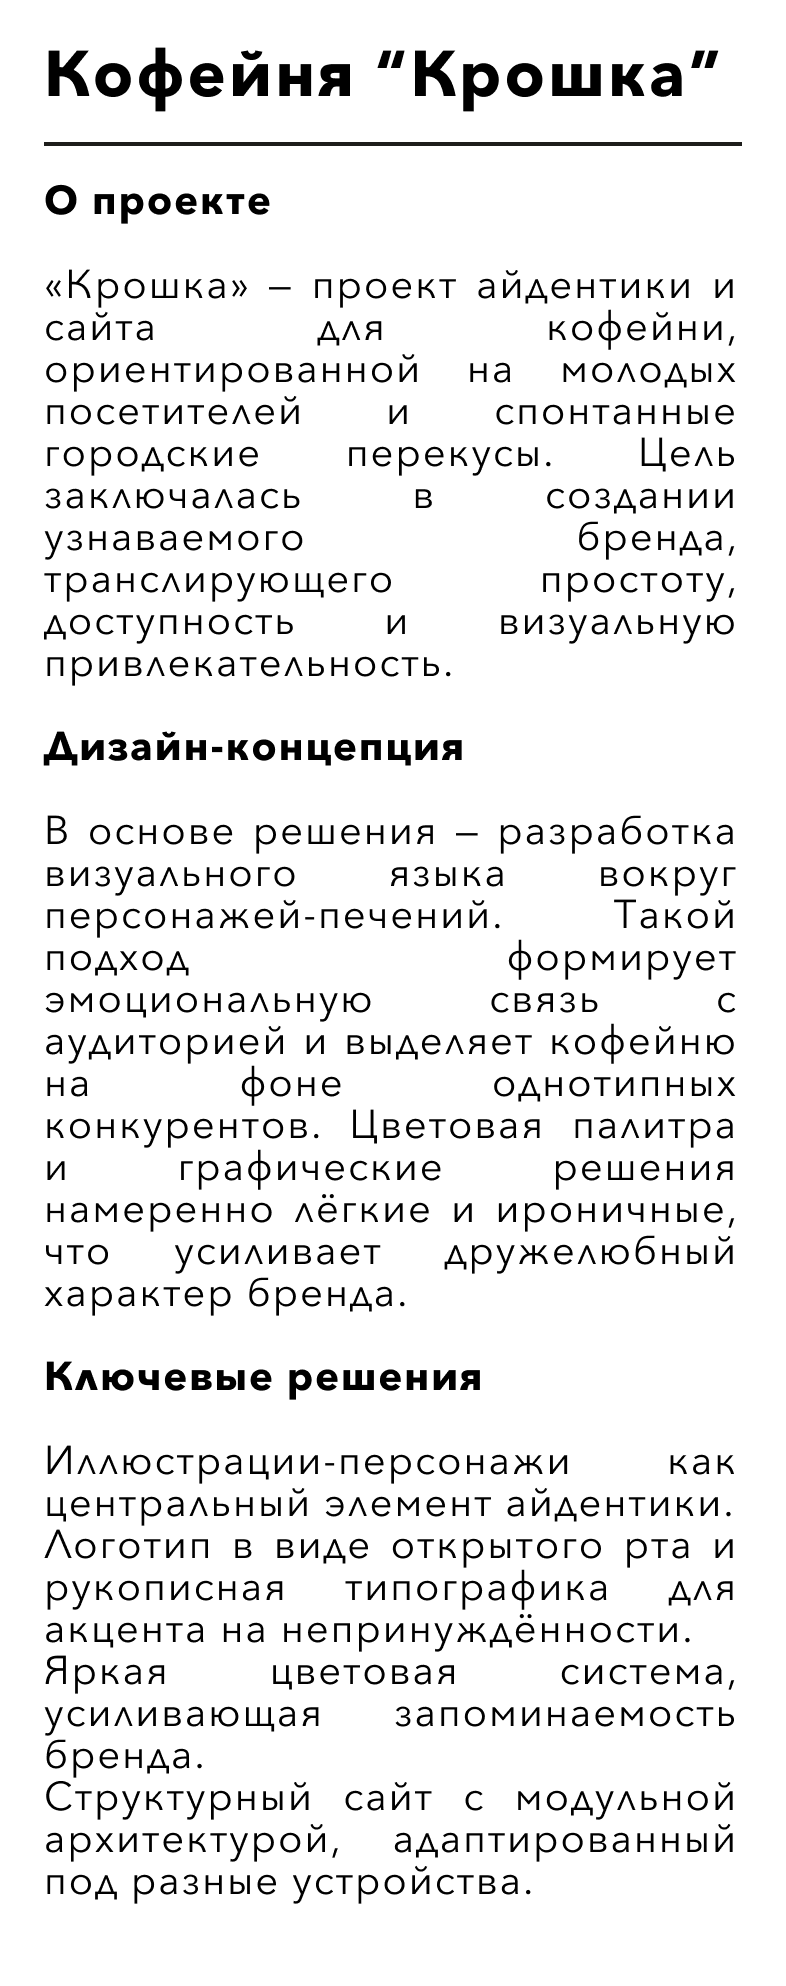 Кофейня “Крошка”
О проекте
«Крошка» – проект айдентики и
сайта для кофейни,
ориентированной на молодых
посетителей и спонтанные
городские перекусы. Цель
заключалась в создании
узнаваемого бренда,
транслирующего простоту,
доступность и визуальную
привлекательность.
Дизайн-концепция
В основе решения – разработка
визуального языка вокруг
персонажей-печений. Такой
подход формирует
эмоциональную связь с
аудиторией и выделяет кофейню
на фоне однотипных
конкурентов. Цветовая палитра
и графические решения
намеренно лёгкие и ироничные,
что усиливает дружелюбный
характер бренда.
Ключевые решения
Иллюстрации-персонажи как
центральный элемент айдентики.
Логотип в виде открытого рта и
рукописная типографика для
акцента на непринуждённости.
Яркая цветовая система,
усиливающая запоминаемость
бренда.
Структурный сайт с модульной
архитектурой, адаптированный
под разные устройства.